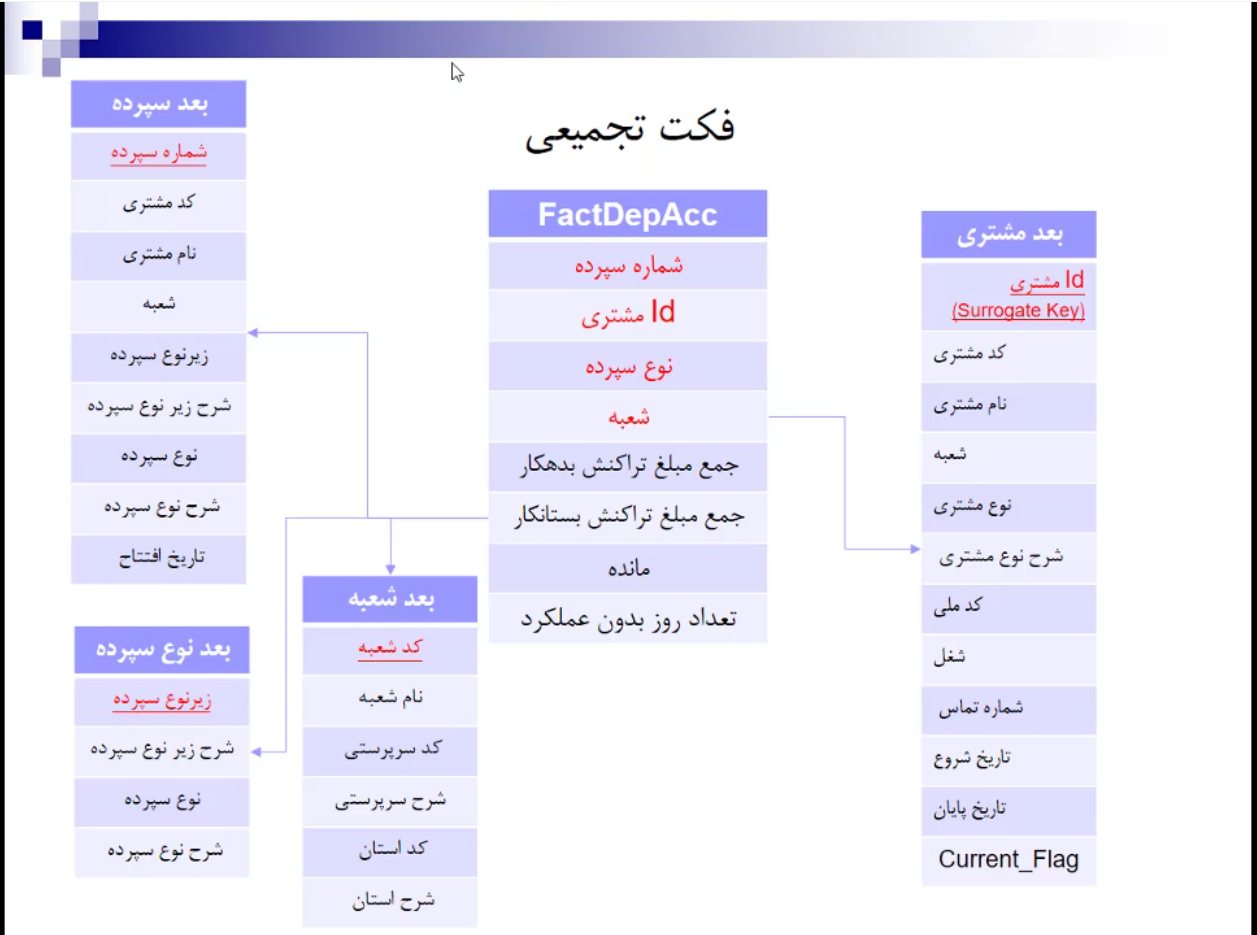 فکت تجمیعی
بعد سپرده
شماره سپرده
کد مشتری
نام مشتری
شعبه
زیرنوع سپرده
شرح زیر نوع سپرده
نوع سپرده
شرح نوع سپرده
تاریخ افتتاح
FactDepAcc
شماره سپرده
Id مشتری
نوع سپرده
شعبه
جمع مبلغ تراکنش بدهکار
جمع مبلغ تراکنش بستانکار
مانده
تعداد روز بدون عملکرد
بعد مشتری
Id مشتری
(Surrogate Key)
کد مشتری
نام مشتری
شعبه
نوع مشتری
شرح نوع مشتری
کد ملی
شغل
شماره تماس
تاریخ شروع
تاریخ پایان
Current_Flag
بعد شعبه
کد شعبه
نام شعبه
کد سرپرستی
شرح سرپرستی
کد استان
شرح استان
بعد نوع سپرده
زیرنوع سپرده
شرح زیر نوع سپرده
نوع سپرده
شرح نوع سپرده